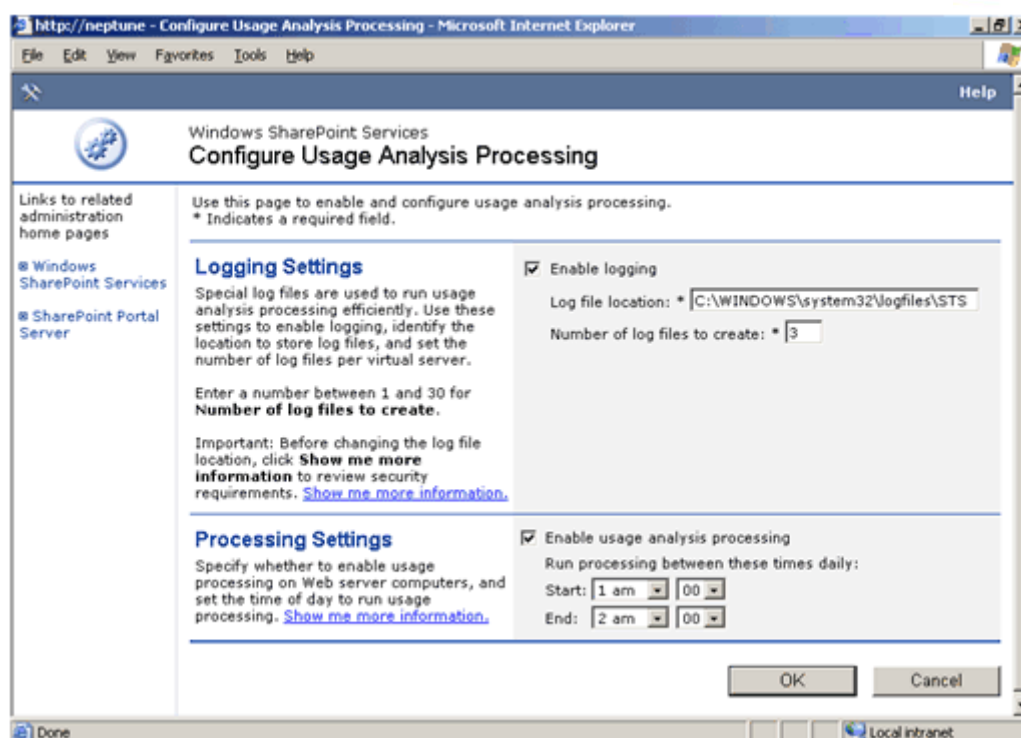 http://neptune - Configure Usage Analysis Processing - Microsoft Internet Explorer
File Edit View Favorites Tools Help
Help
Windows SharePoint Services
Configure Usage Analysis Processing
Links to related
administration
home pages
Windows
SharePoint Services
SharePoint Portal
Server
Use this page to enable and configure usage analysis processing.
* Indicates a required field.
Logging Settings
Special log files are used to run usage
analysis processing efficiently. Use these
settings to enable logging, identify the
location to store log files, and set the
number of log files per virtual server.
Enter a number between 1 and 30 for
Number of log files to create.
Important: Before changing the log file
location, click Show me more
information to review security
requirements. Show me more information.
Enable logging
Log file location: * C:\WINDOWS\system32\logfiles\STS
Number of log files to create: * 3
Processing Settings
Specify whether to enable usage
processing on Web server computers, and
set the time of day to run usage
processing. Show me more information.
Enable usage analysis processing
Run processing between these times daily:
Start: 1 am 00
End: 2 am 00
OK Cancel
Done Local intranet